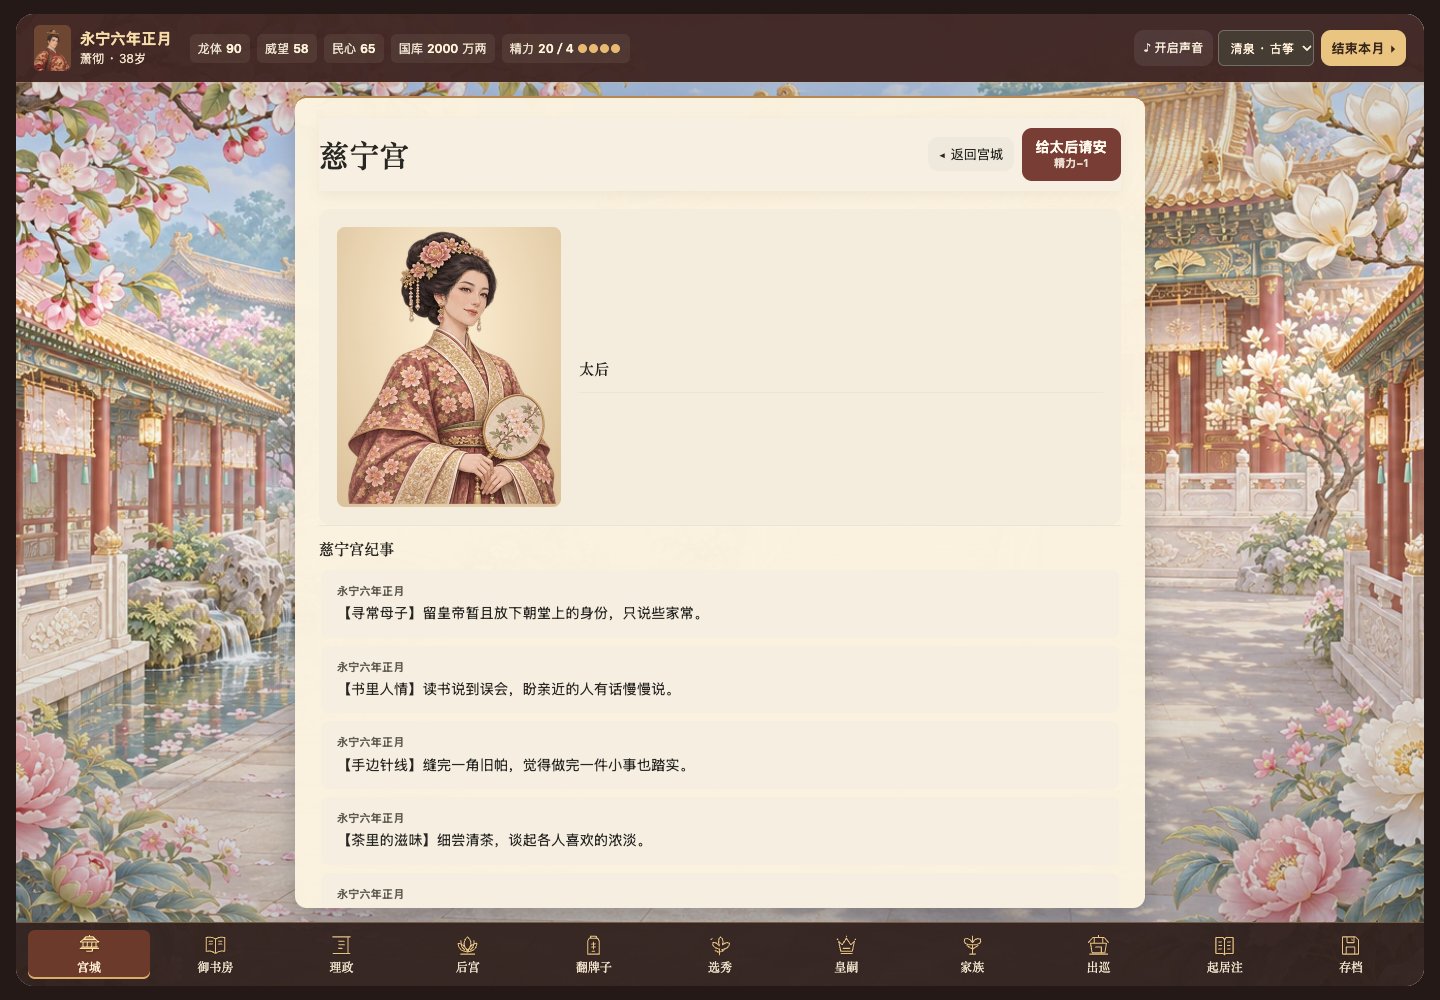 永宁六年正月
萧彻 · 38岁
龙体 90
威望 58
民心 65
国库 2000 万两
精力 20 / 4
♪ 开启声音
清泉 · 古筝
结束本月 ▸
慈宁宫
◂ 返回宫城
给太后请安
精力−1
太后
慈宁宫纪事
永宁六年正月
【寻常母子】留皇帝暂且放下朝堂上的身份，只说些家常。
永宁六年正月
【书里人情】读书说到误会，盼亲近的人有话慢慢说。
永宁六年正月
【手边针线】缝完一角旧帕，觉得做完一件小事也踏实。
永宁六年正月
【茶里的滋味】细尝清茶，谈起各人喜欢的浓淡。
永宁六年正月
宫城
御书房
理政
后宫
翻牌子
选秀
皇嗣
家族
出巡
起居注
存档